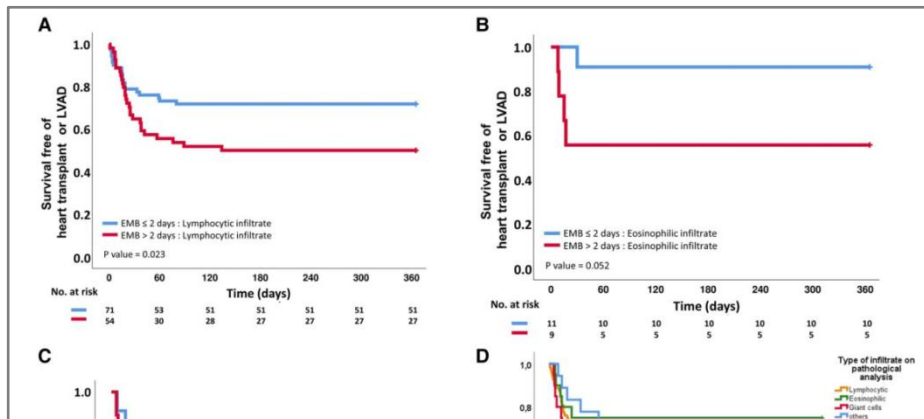 A
1.0
0.8
0.6
0.4
0.2
0.0
Survival free of
heart transplant or LVAD
EMB ≤ 2 days : Lymphocytic infiltrate
EMB > 2 days : Lymphocytic infiltrate
P value = 0.023
0 60 120 180 240 300 360
Time (days)
No. at risk
71 53 51 51 51 51 51
54 30 28 27 27 27 27
B
1.0
0.8
0.6
0.4
0.2
0.0
Survival free of
heart transplant or LVAD
EMB ≤ 2 days : Eosinophilic infiltrate
EMB > 2 days : Eosinophilic infiltrate
P value = 0.052
0 60 120 180 240 300 360
Time (days)
No. at risk
11 10 10 10 10 10 10
9 5 5 5 5 5 5
C
1.0
D
1,0
0,8
Type of infiltrate on
pathological
analysis
Lymphocytic
Eosinophilic
Giant cells
others